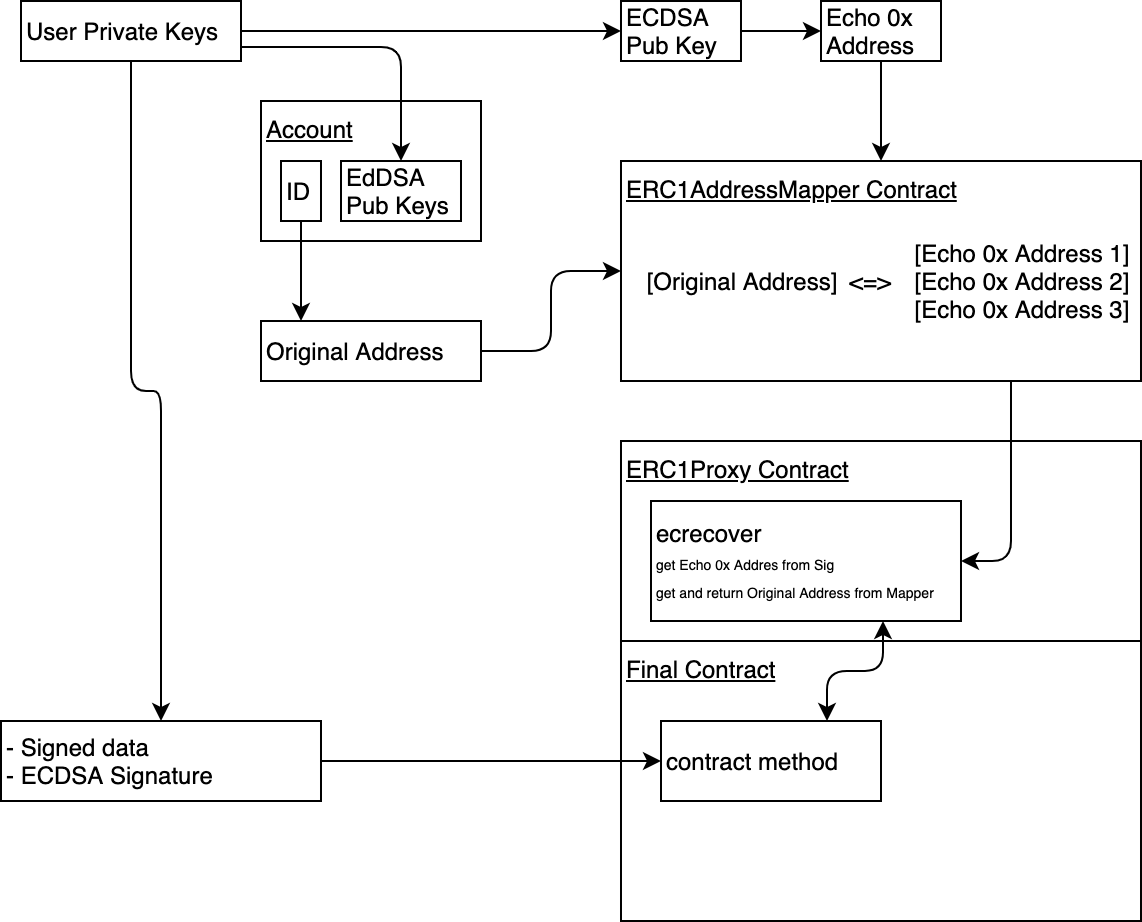 User Private Keys
ECDSA
Pub Key
Echo 0x
Address
Account
ID
EdDSA
Pub Keys
Original Address
ERC1AddressMapper Contract
[Original Address] <=>
[Echo 0x Address 1]
[Echo 0x Address 2]
[Echo 0x Address 3]
ERC1Proxy Contract
ecrecover
get Echo 0x Addres from Sig
get and return Original Address from Mapper
Final Contract
contract method
- Signed data
- ECDSA Signature